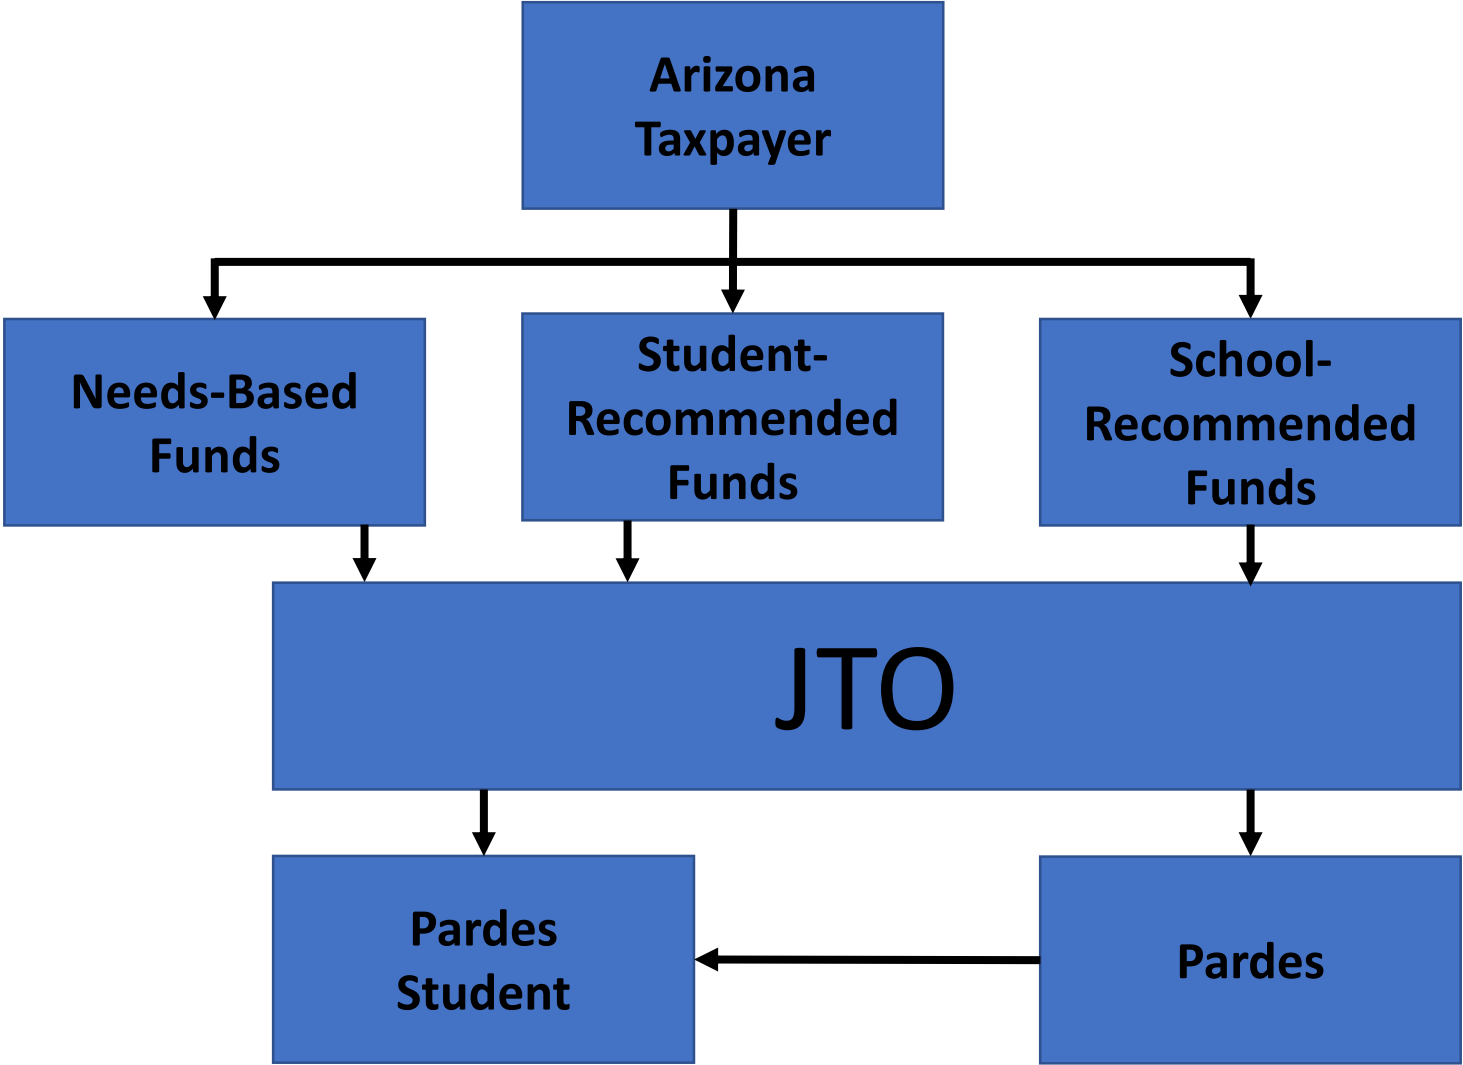 Arizona
Taxpayer
Needs-Based
Funds
Student-
Recommended
Funds
School-
Recommended
Funds
JTO
Pardes
Student
Pardes